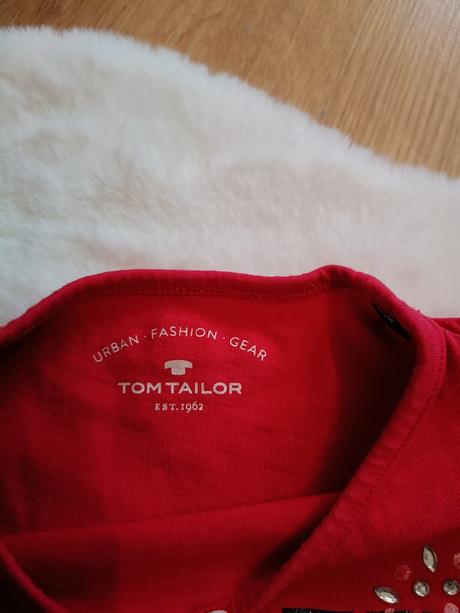 URBAN · FASHION · GEAR
TOM TAILOR
EST. 1962